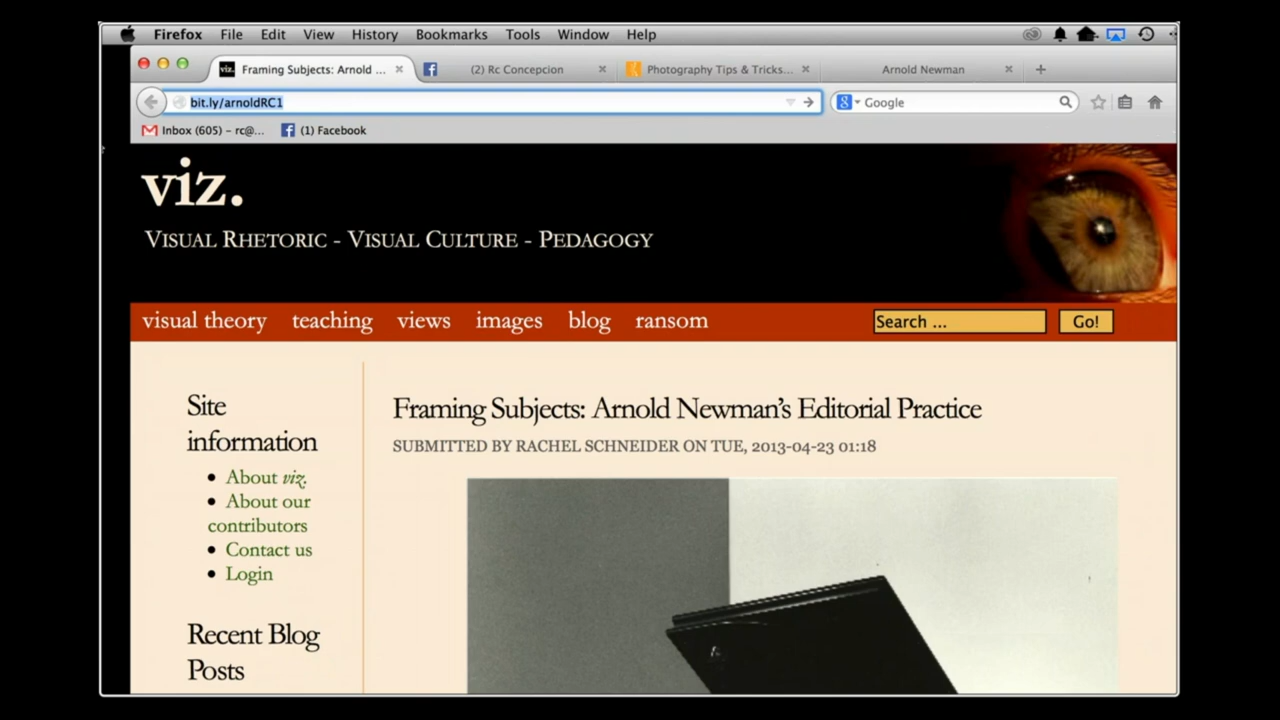 Firefox File Edit View History Bookmarks Tools Window Help
viz. Framing Subjects: Arnold ... (2) Rc Concepcion Photography Tips & Tricks... Arnold Newman
bit.ly/arnoldRC1 Google
Inbox (605) – rc@... (1) Facebook
viz.
Visual Rhetoric - Visual Culture - Pedagogy
visual theory teaching views images blog ransom Search ... Go!
Site
information
About viz.
About our
contributors
Contact us
Login
Recent Blog
Posts
Framing Subjects: Arnold Newman's Editorial Practice
SUBMITTED BY RACHEL SCHNEIDER ON TUE, 2013-04-23 01:18